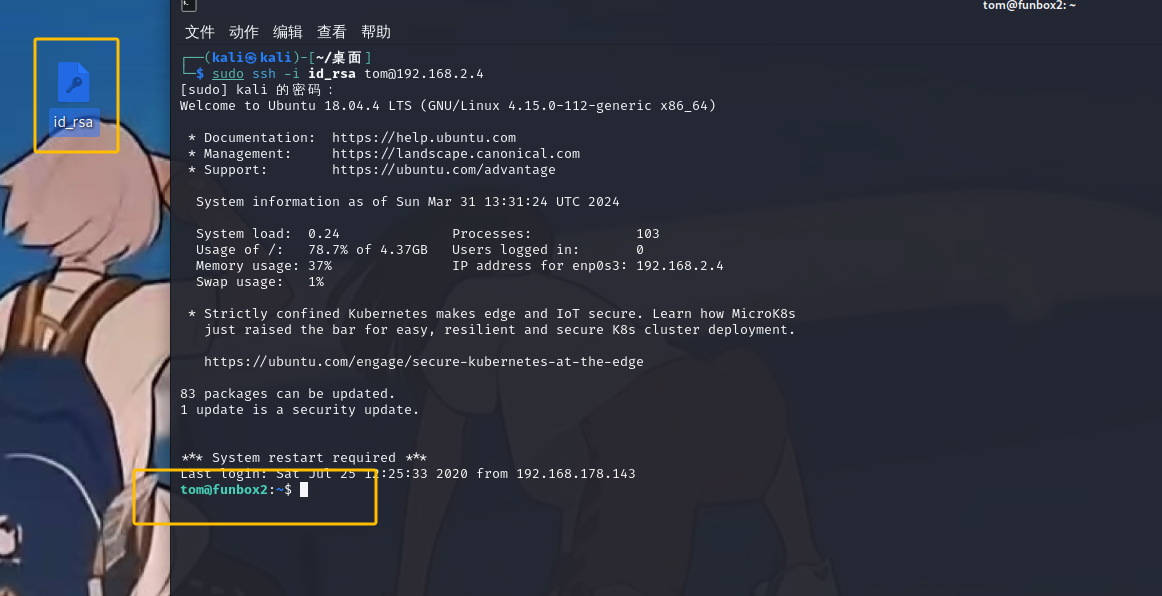 tom@funbox2: ~
文件 动作 编辑 查看 帮助
┌──(kali㉿kali)-[~/桌面]
└─$ sudo ssh -i id_rsa tom@192.168.2.4
[sudo] kali 的密码：
Welcome to Ubuntu 18.04.4 LTS (GNU/Linux 4.15.0-112-generic x86_64)
* Documentation:  https://help.ubuntu.com
* Management:     https://landscape.canonical.com
* Support:        https://ubuntu.com/advantage
System information as of Sun Mar 31 13:31:24 UTC 2024
System load:  0.24               Processes:             103
Usage of /:   78.7% of 4.37GB   Users logged in:       0
Memory usage: 37%               IP address for enp0s3: 192.168.2.4
Swap usage:   1%
* Strictly confined Kubernetes makes edge and IoT secure. Learn how MicroK8s
just raised the bar for easy, resilient and secure K8s cluster deployment.
https://ubuntu.com/engage/secure-kubernetes-at-the-edge
83 packages can be updated.
1 update is a security update.
*** System restart required ***
Last login: Sat Jul 25 12:25:33 2020 from 192.168.178.143
tom@funbox2:~$
id_rsa